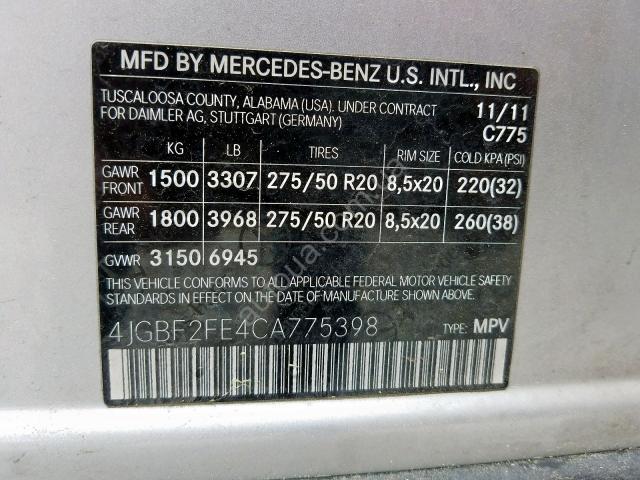 MFD BY MERCEDES-BENZ U.S. INTL., INC
TUSCALOOSA COUNTY, ALABAMA (USA). UNDER CONTRACT 11/11
FOR DAIMLER AG, STUTTGART (GERMANY) C775
KG LB TIRES RIM SIZE COLD KPA (PSI)
GAWR FRONT 1500 3307 275/50 R20 8,5x20 220(32)
GAWR REAR 1800 3968 275/50 R20 8,5x20 260(38)
GVWR 3150 6945
THIS VEHICLE CONFORMS TO ALL APPLICABLE FEDERAL MOTOR VEHICLE SAFETY
STANDARDS IN EFFECT ON THE DATE OF MANUFACTURE SHOWN ABOVE.
4JGBF2FE4CA775398 TYPE: MPV